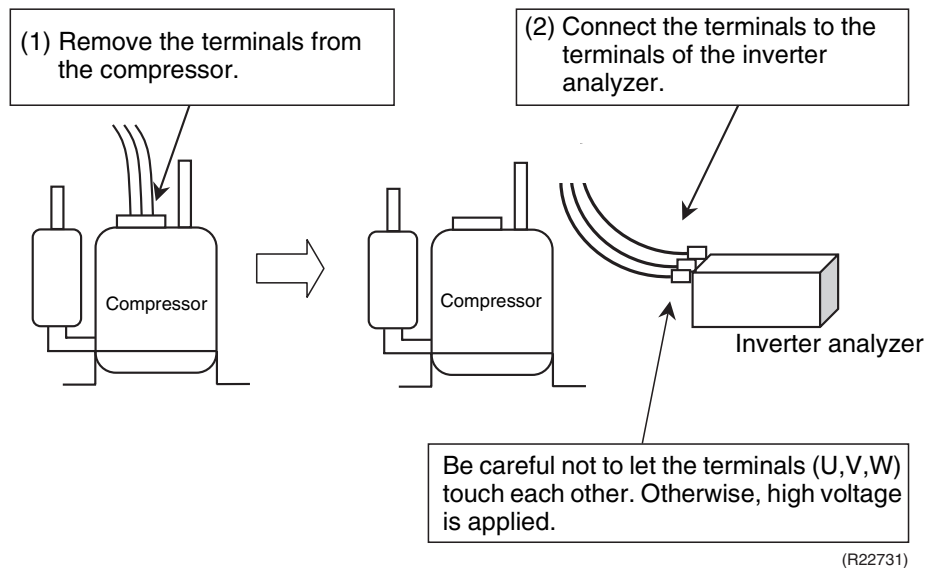 (1) Remove the terminals from
the compressor.
(2) Connect the terminals to the
terminals of the inverter
analyzer.
Compressor
Compressor
Inverter analyzer
Be careful not to let the terminals (U,V,W)
touch each other. Otherwise, high voltage
is applied.
(R22731)